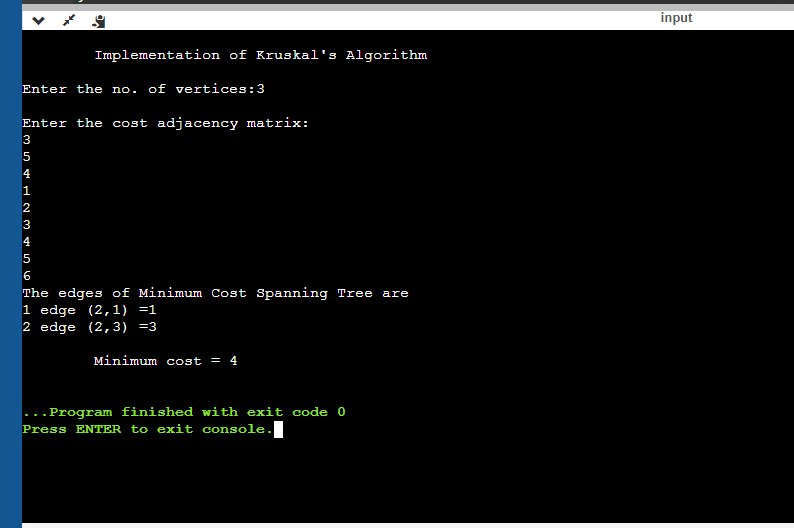 input
Implementation of Kruskal's Algorithm
Enter the no. of vertices:3
Enter the cost adjacency matrix:
3
5
4
1
2
3
4
5
6
The edges of Minimum Cost Spanning Tree are
1 edge (2,1) =1
2 edge (2,3) =3
Minimum cost = 4
...Program finished with exit code 0
Press ENTER to exit console.